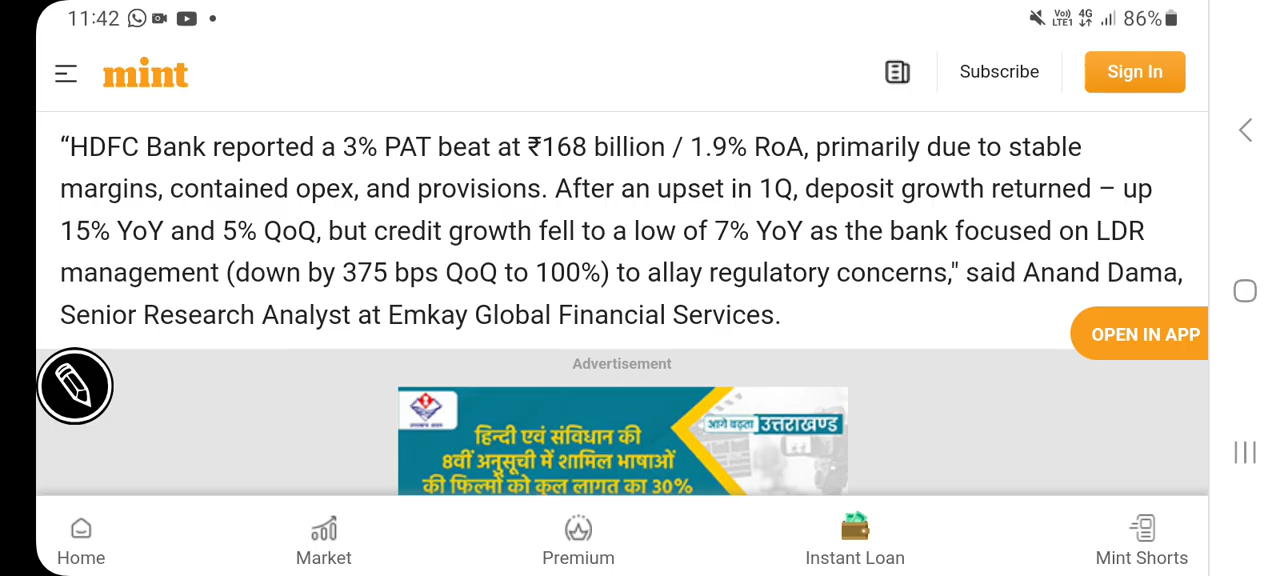 11:42
Vo)) 4G
LTE1
86%
mint
Subscribe
Sign In
“HDFC Bank reported a 3% PAT beat at ₹168 billion / 1.9% RoA, primarily due to stable
margins, contained opex, and provisions. After an upset in 1Q, deposit growth returned – up
15% YoY and 5% QoQ, but credit growth fell to a low of 7% YoY as the bank focused on LDR
management (down by 375 bps QoQ to 100%) to allay regulatory concerns," said Anand Dama,
Senior Research Analyst at Emkay Global Financial Services.
OPEN IN APP
Advertisement
आगे बढ़ता उत्तराखण्ड
हिन्दी एवं संविधान की
8वीं अनुसूची में शामिल भाषाओं
की फिल्मों को कुल लागत का 30%
Home
Market
Premium
Instant Loan
Mint Shorts